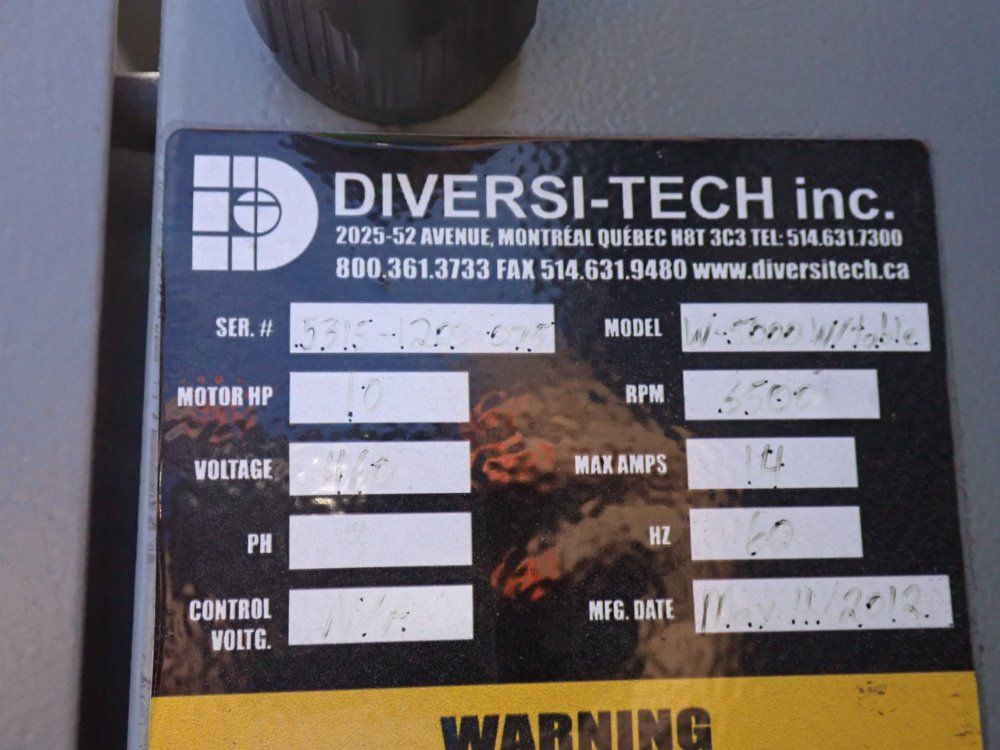 DIVERSI-TECH inc.
2025-52 AVENUE, MONTRÉAL QUÉBEC H8T 3C3 TEL: 514.631.7300
800.361.3733 FAX 514.631.9480 www.diversitech.ca
SER. # MODEL
MOTOR HP 10 RPM 3500
VOLTAGE 460 MAX AMPS 14
PH HZ 60
CONTROL VOLTG. N/A MFG. DATE May 11/2012
WARNING